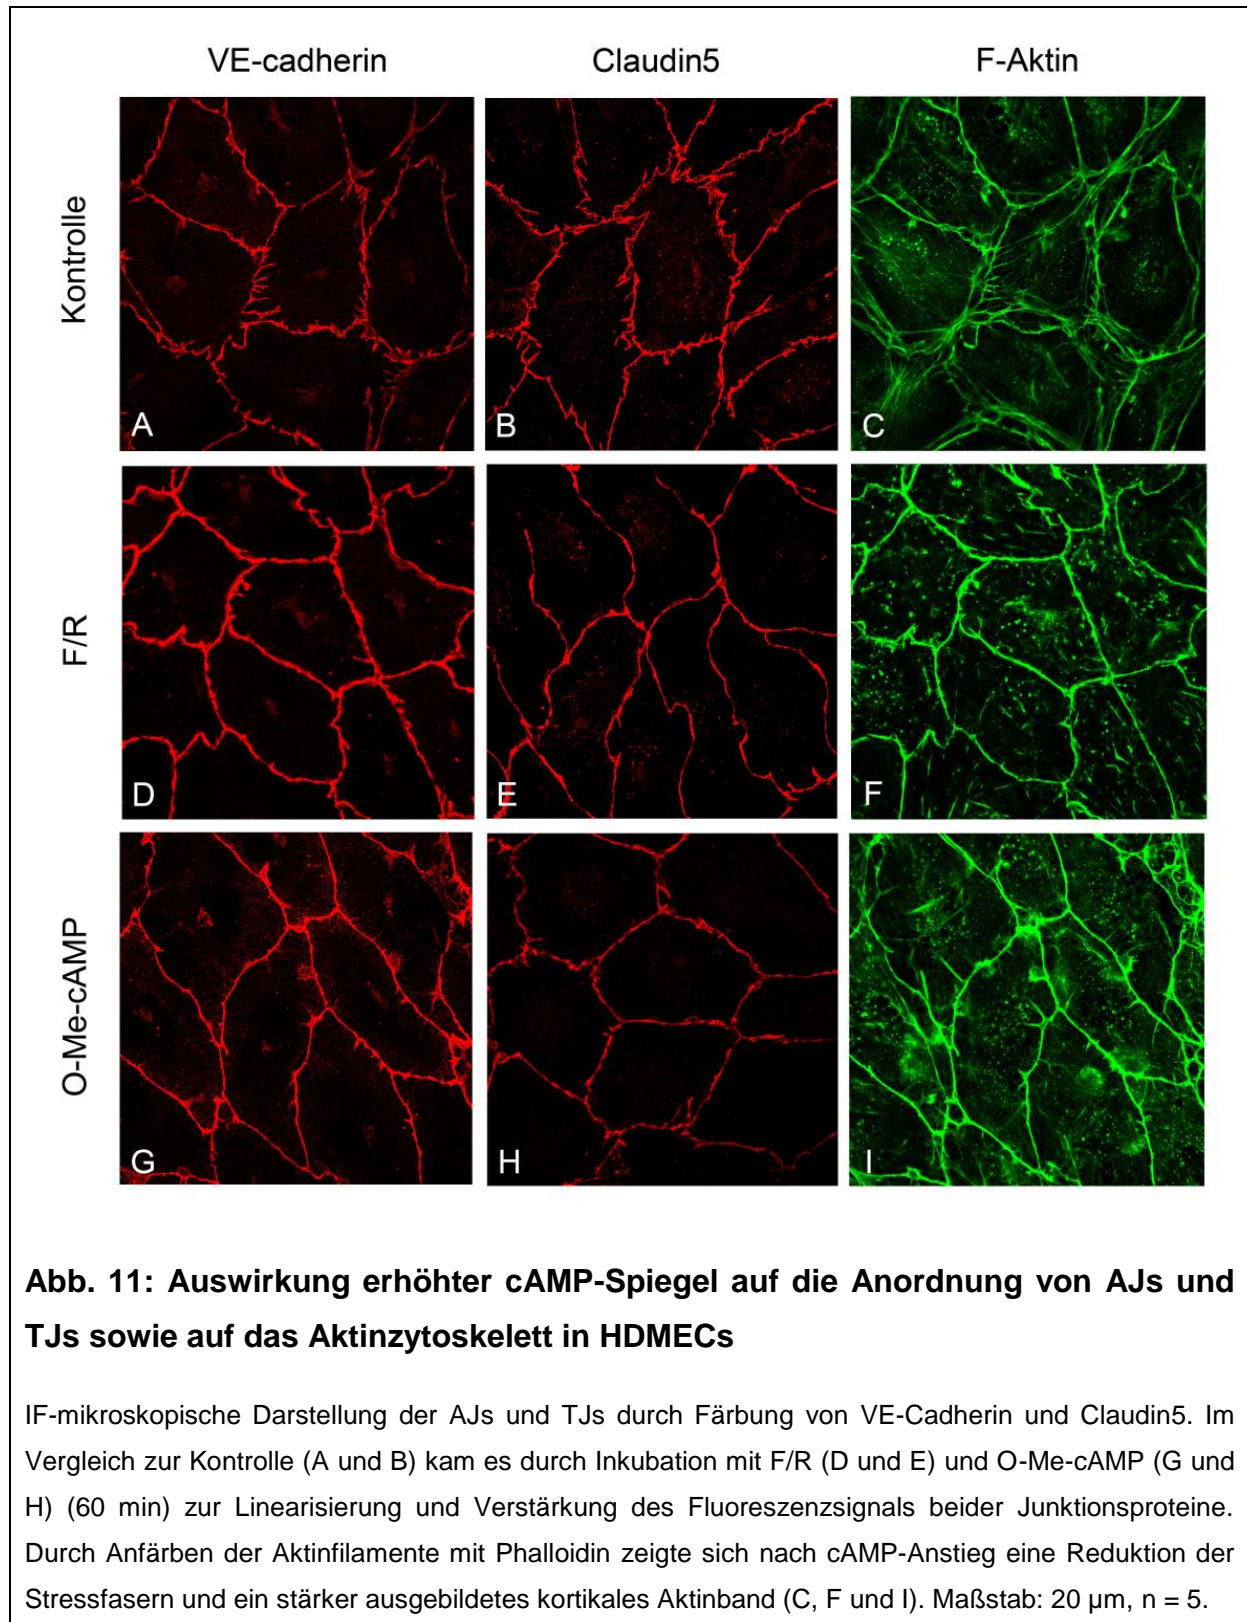 VE-cadherin Claudin5 F-Aktin
Kontrolle
A B C
F/R
D E F
O-Me-cAMP
G H I
Abb. 11: Auswirkung erhöhter cAMP-Spiegel auf die Anordnung von AJs und
TJs sowie auf das Aktinzytoskelett in HDMECs
IF-mikroskopische Darstellung der AJs und TJs durch Färbung von VE-Cadherin und Claudin5. Im
Vergleich zur Kontrolle (A und B) kam es durch Inkubation mit F/R (D und E) und O-Me-cAMP (G und
H) (60 min) zur Linearisierung und Verstärkung des Fluoreszenzsignals beider Junktionsproteine.
Durch Anfärben der Aktinfilamente mit Phalloidin zeigte sich nach cAMP-Anstieg eine Reduktion der
Stressfasern und ein stärker ausgebildetes kortikales Aktinband (C, F und I). Maßstab: 20 µm, n = 5.